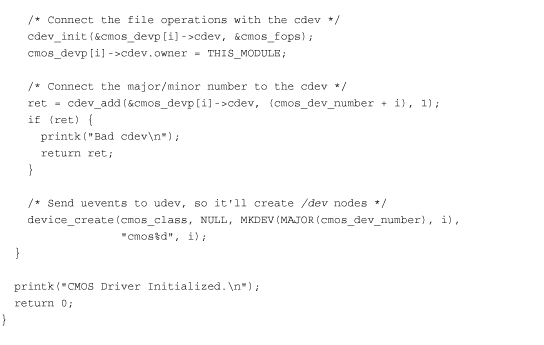 /* Connect the file operations with the cdev */
cdev_init(&cmos_devp[i]->cdev, &cmos_fops);
cmos_devp[i]->cdev.owner = THIS_MODULE;
/* Connect the major/minor number to the cdev */
ret = cdev_add(&cmos_devp[i]->cdev, (cmos_dev_number + i), 1);
if (ret) {
printk("Bad cdev\n");
return ret;
}
/* Send uevents to udev, so it'll create /dev nodes */
device_create(cmos_class, NULL, MKDEV(MAJOR(cmos_dev_number), i),
"cmos%d", i);
}
printk("CMOS Driver Initialized.\n");
return 0;
}